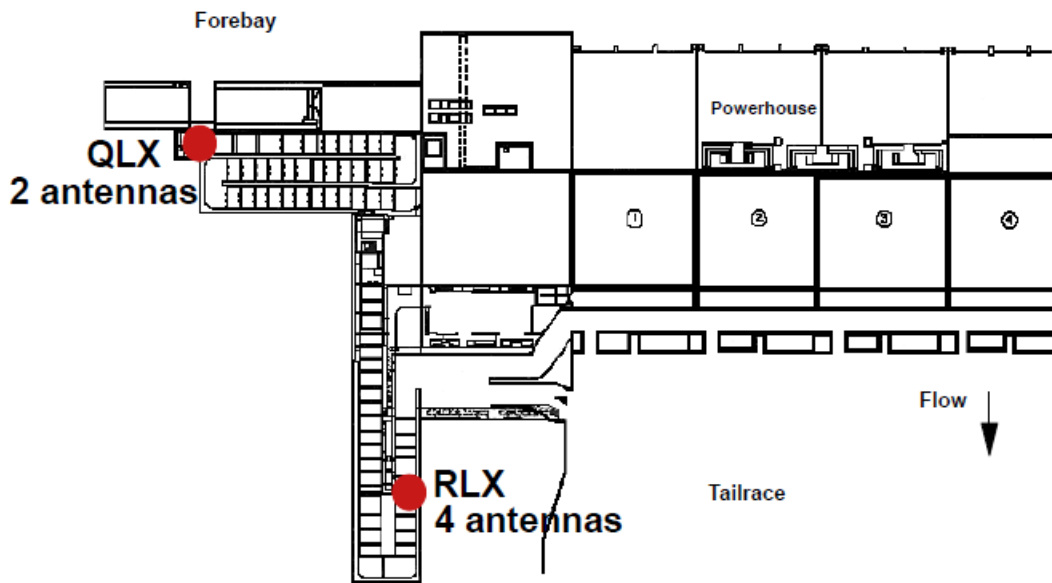 Forebay
Powerhouse
QLX
2 antennas
1 2 3 4
Flow
RLX
4 antennas
Tailrace